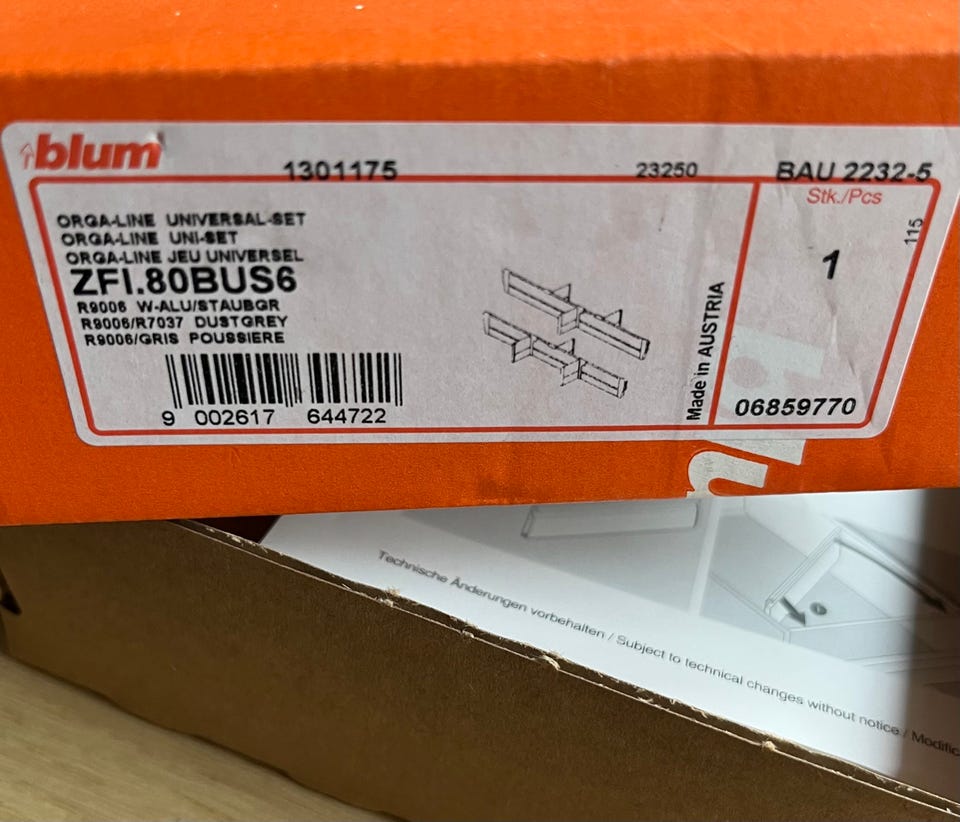 blum
1301175
23250
BAU 2232-5
ORGA-LINE UNIVERSAL-SET
ORGA-LINE UNI-SET
ORGA-LINE JEU UNIVERSEL
ZFI.80BUS6
R9006 W-ALU/STAUBGR
R9006/R7037 DUSTGREY
R9006/GRIS POUSSIERE
9 002617 644722
Made in AUSTRIA
Stk./Pcs
115
1
06859770
Technische Änderungen vorbehalten / Subject to technical changes without notice / Modific